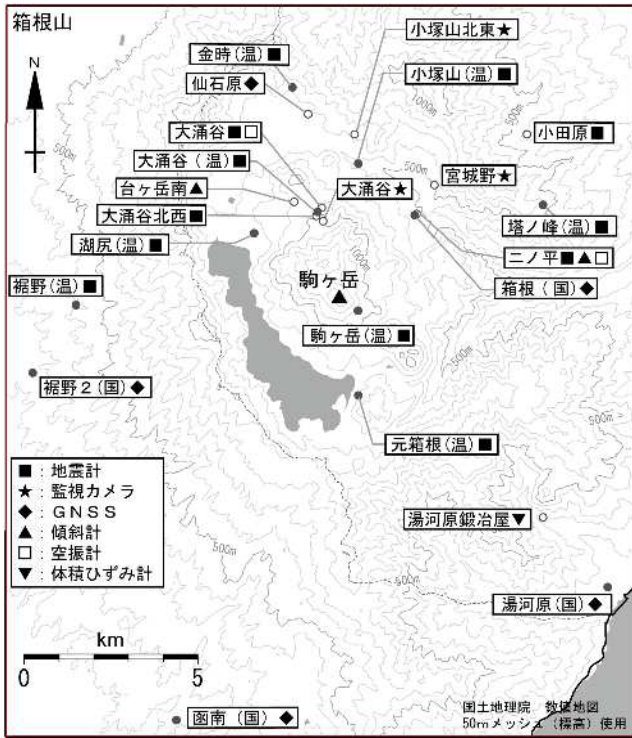 箱根山
小塚山北東★
金時(温)■
小塚山(温)■
N
仙石原◆
1000m
大涌谷■□
小田原■
500m
大涌谷(温)■
宮城野★
500m
台ヶ岳南▲
大涌谷★
大涌谷北西■
塔ノ峰(温)■
湖尻(温)■
二ノ平■▲□
1000m
駒ヶ岳
箱根(国)◆
裾野(温)■
駒ヶ岳(温)■
500m
裾野2(国)◆
500m
元箱根(温)■
■:地震計
★:監視カメラ
◆:GNSS
▲:傾斜計
□:空振計
▼:体積ひずみ計
湯河原鍛冶屋▼
500m
500m
湯河原(国)◆
km
0 5
函南(国)◆
国土地理院 数値地図
50mメッシュ(標高)使用